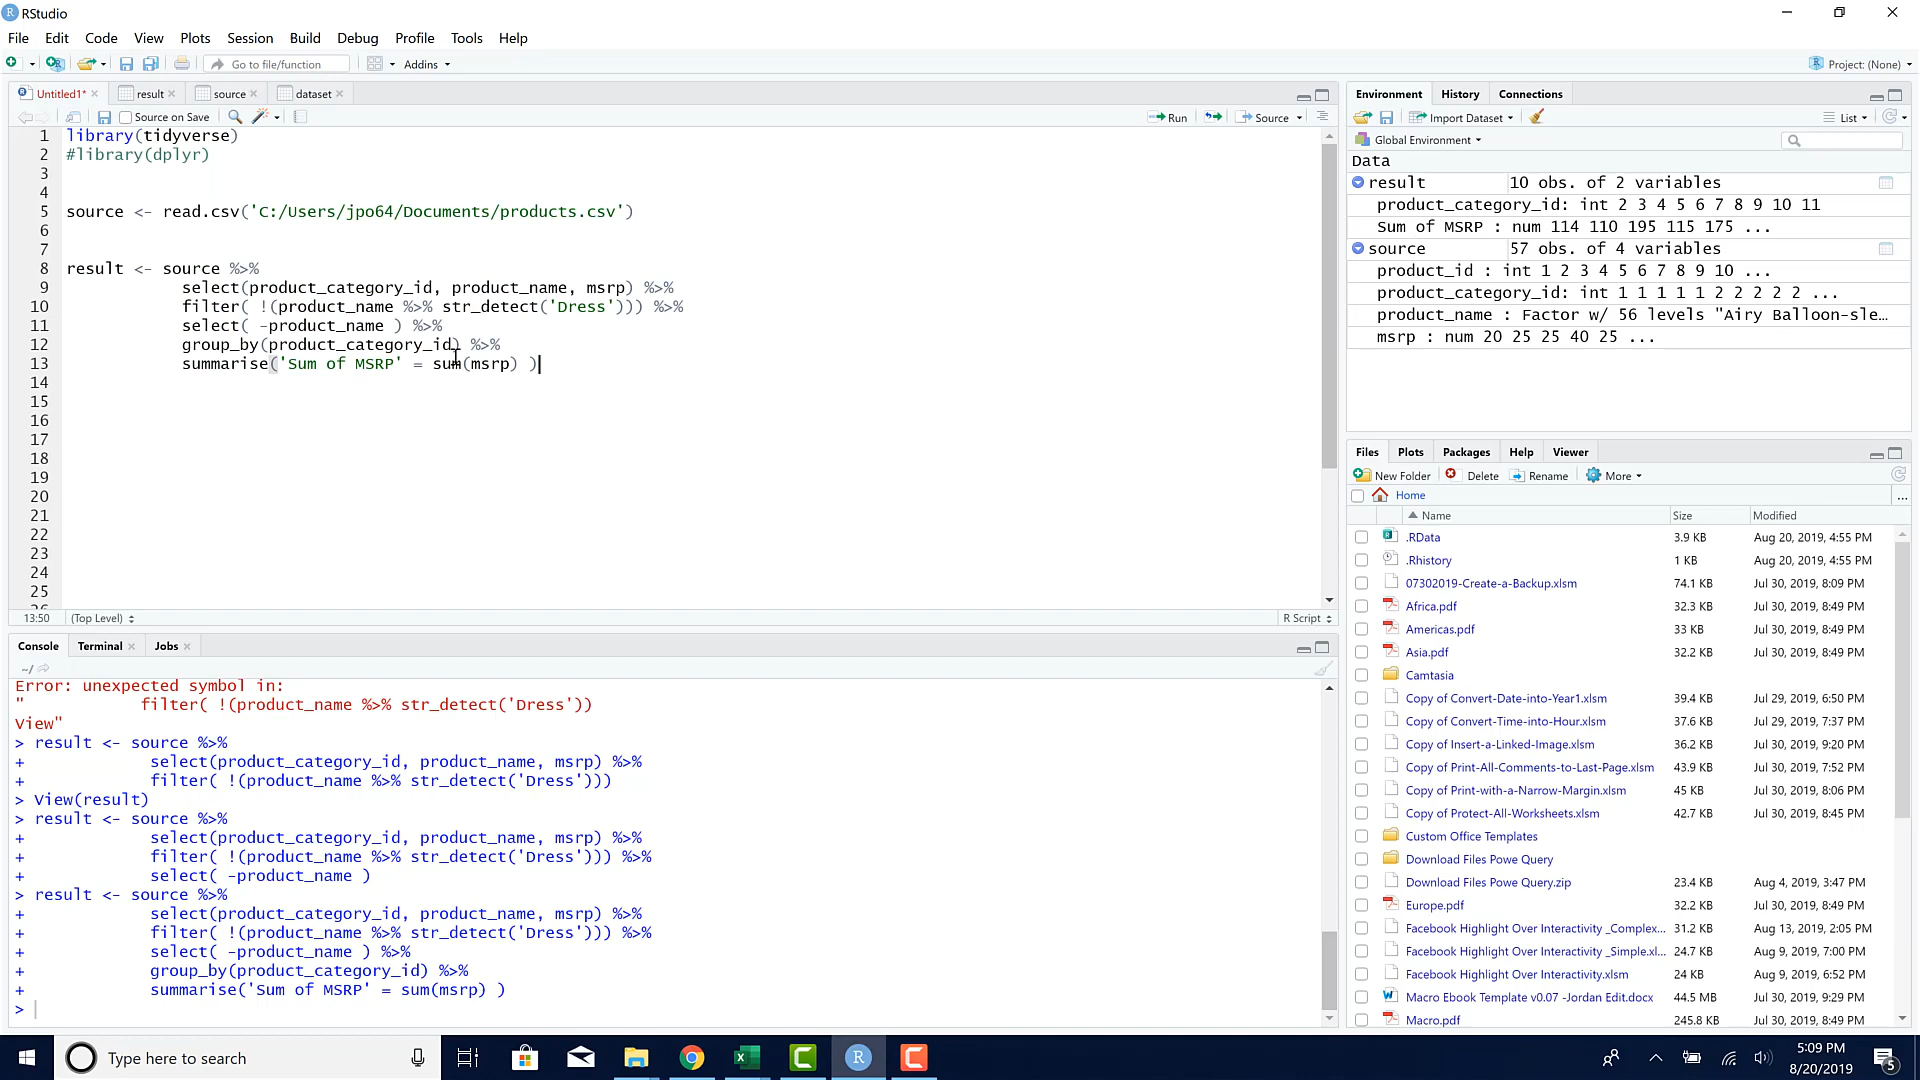 RStudio
File Edit Code View Plots Session Build Debug Profile Tools Help
Go to file/function Addins Project: (None)
Untitled1* result source dataset
Source on Save Run Source
1 library(tidyverse)
2 #library(dplyr)
3
4
5 source <- read.csv('C:/Users/jpo64/Documents/products.csv')
6
7
8 result <- source %>%
9 select(product_category_id, product_name, msrp) %>%
10 filter( !(product_name %>% str_detect('Dress'))) %>%
11 select( -product_name ) %>%
12 group_by(product_category_id) %>%
13 summarise('Sum of MSRP' = sum(msrp) )
14
15
16
17
18
19
20
21
22
23
24
25
26
13:50 (Top Level) R Script
Console Terminal Jobs
~/
Error: unexpected symbol in:
" filter( !(product_name %>% str_detect('Dress'))
View"
> result <- source %>%
+ select(product_category_id, product_name, msrp) %>%
+ filter( !(product_name %>% str_detect('Dress')))
> View(result)
> result <- source %>%
+ select(product_category_id, product_name, msrp) %>%
+ filter( !(product_name %>% str_detect('Dress'))) %>%
+ select( -product_name )
> result <- source %>%
+ select(product_category_id, product_name, msrp) %>%
+ filter( !(product_name %>% str_detect('Dress'))) %>%
+ select( -product_name ) %>%
+ group_by(product_category_id) %>%
+ summarise('Sum of MSRP' = sum(msrp) )
>
Environment History Connections
Import Dataset List
Global Environment
Data
result 10 obs. of 2 variables
product_category_id: int 2 3 4 5 6 7 8 9 10 11
Sum of MSRP : num 114 110 195 115 175 ...
source 57 obs. of 4 variables
product_id : int 1 2 3 4 5 6 7 8 9 10 ...
product_category_id: int 1 1 1 1 1 2 2 2 2 2 ...
product_name : Factor w/ 56 levels "Airy Balloon-sle…
msrp : num 20 25 25 40 25 ...
Files Plots Packages Help Viewer
New Folder Delete Rename More
Home ...
Name Size Modified
.RData 3.9 KB Aug 20, 2019, 4:55 PM
.Rhistory 1 KB Aug 20, 2019, 4:55 PM
07302019-Create-a-Backup.xlsm 74.1 KB Jul 30, 2019, 8:09 PM
Africa.pdf 32.3 KB Jul 30, 2019, 8:49 PM
Americas.pdf 33 KB Jul 30, 2019, 8:49 PM
Asia.pdf 32.2 KB Jul 30, 2019, 8:49 PM
Camtasia
Copy of Convert-Date-into-Year1.xlsm 39.4 KB Jul 29, 2019, 6:50 PM
Copy of Convert-Time-into-Hour.xlsm 37.6 KB Jul 29, 2019, 7:37 PM
Copy of Insert-a-Linked-Image.xlsm 36.2 KB Jul 30, 2019, 9:20 PM
Copy of Print-All-Comments-to-Last-Page.xlsm 43.9 KB Jul 30, 2019, 7:52 PM
Copy of Print-with-a-Narrow-Margin.xlsm 45 KB Jul 30, 2019, 8:06 PM
Copy of Protect-All-Worksheets.xlsm 42.7 KB Jul 30, 2019, 8:45 PM
Custom Office Templates
Download Files Powe Query
Download Files Powe Query.zip 23.4 KB Aug 4, 2019, 3:47 PM
Europe.pdf 32.2 KB Jul 30, 2019, 8:49 PM
Facebook Highlight Over Interactivity _Complex... 31.2 KB Aug 13, 2019, 2:05 PM
Facebook Highlight Over Interactivity _Simple.xl... 24.7 KB Aug 9, 2019, 7:00 PM
Facebook Highlight Over Interactivity.xlsm 24 KB Aug 9, 2019, 6:52 PM
Macro Ebook Template v0.07 -Jordan Edit.docx 44.5 MB Jul 30, 2019, 9:29 PM
Macro.pdf 245.8 KB Jul 30, 2019, 8:49 PM
Type here to search
5:09 PM
8/20/2019
5